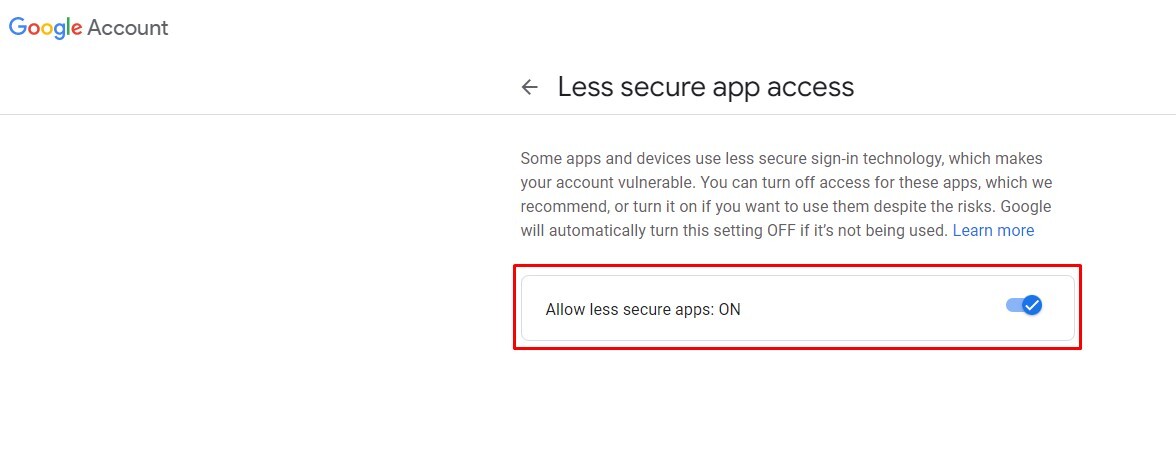 Google Account
Less secure app access
Some apps and devices use less secure sign-in technology, which makes
your account vulnerable. You can turn off access for these apps, which we
recommend, or turn it on if you want to use them despite the risks. Google
will automatically turn this setting OFF if it's not being used. Learn more
Allow less secure apps: ON